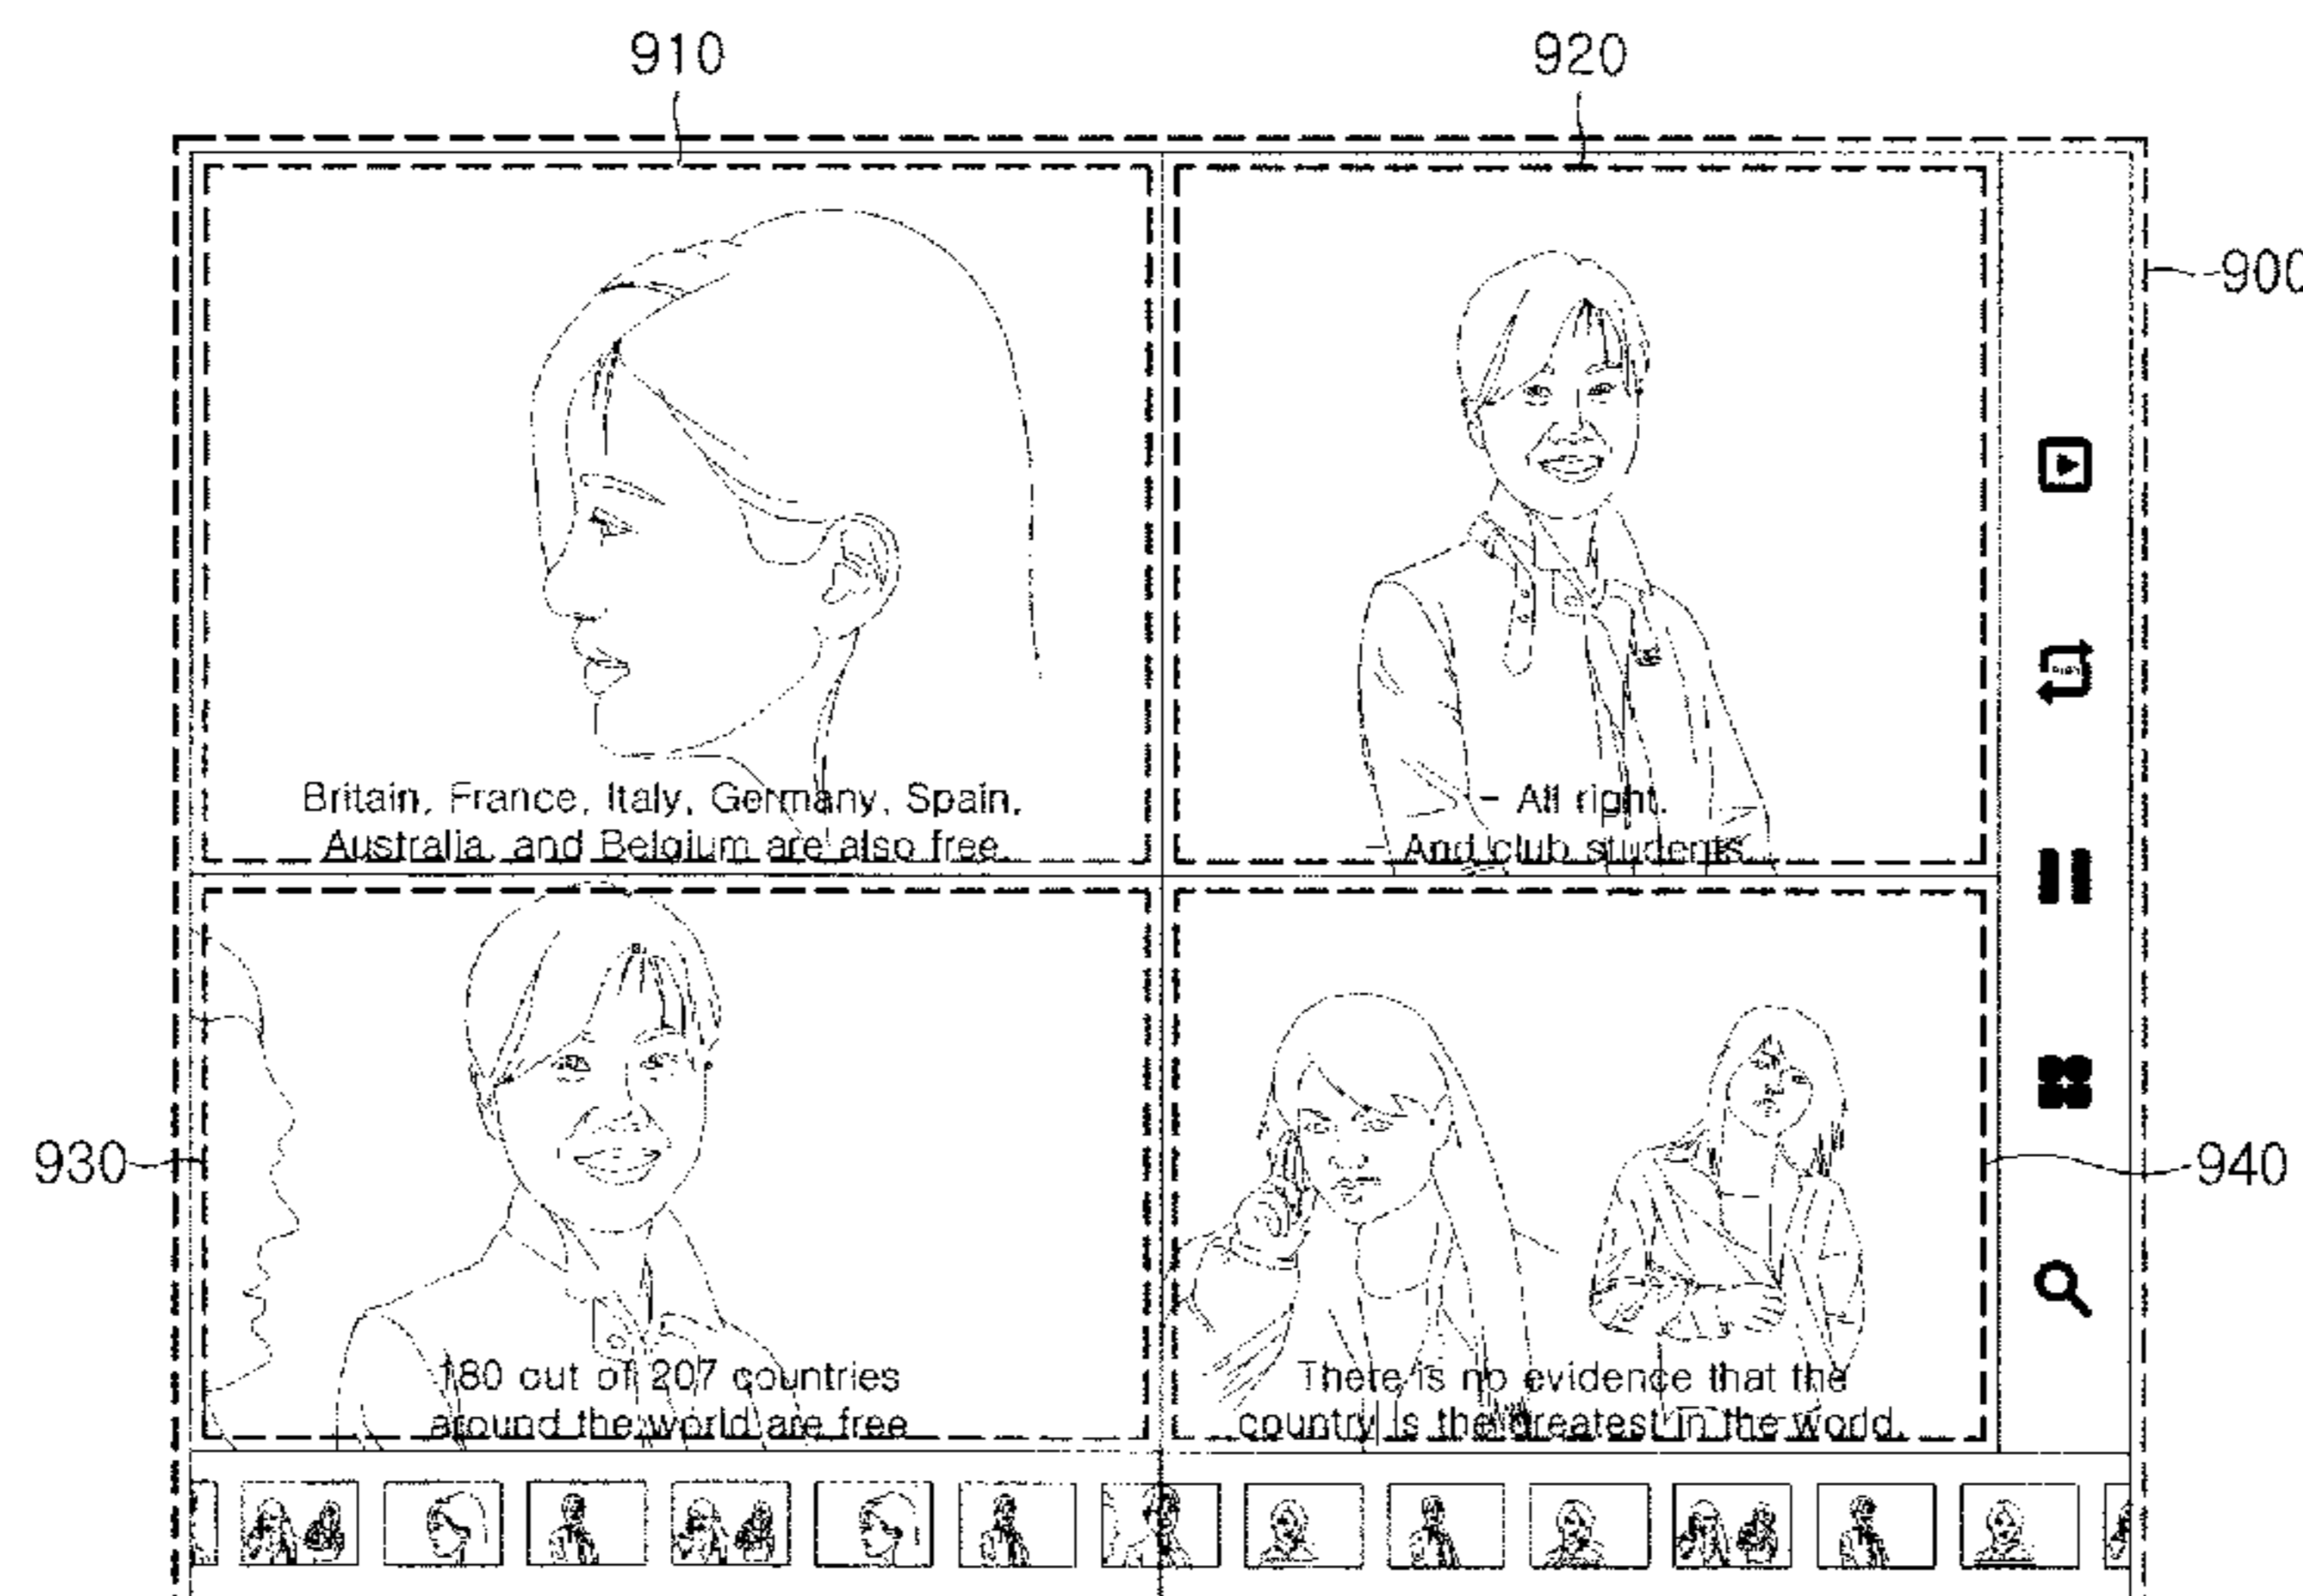 910
920
900
Britain, France, Italy, Germany, Spain,
Australia, and Belgium are also free.
- All right.
- And club students
930
940
180 out of 207 countries
around the world are free
There is no evidence that the
country is the greatest in the world.